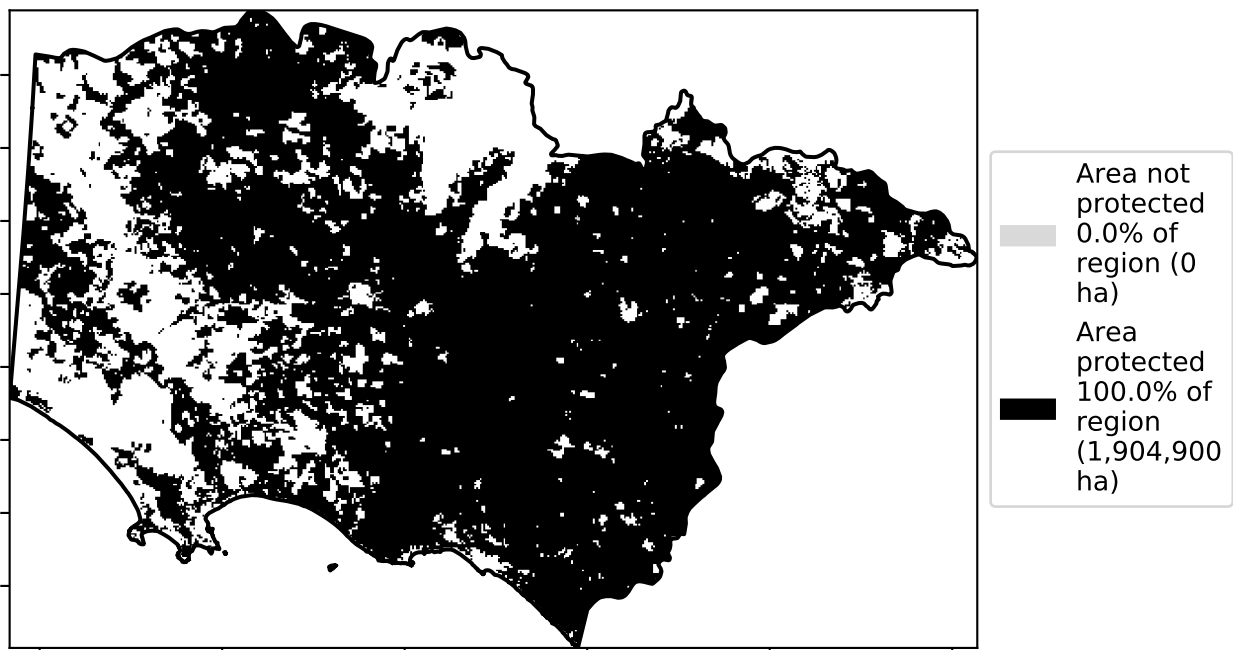 Area not
protected
0.0% of
region (0
ha)
Area
protected
100.0% of
region
(1,904,900
ha)